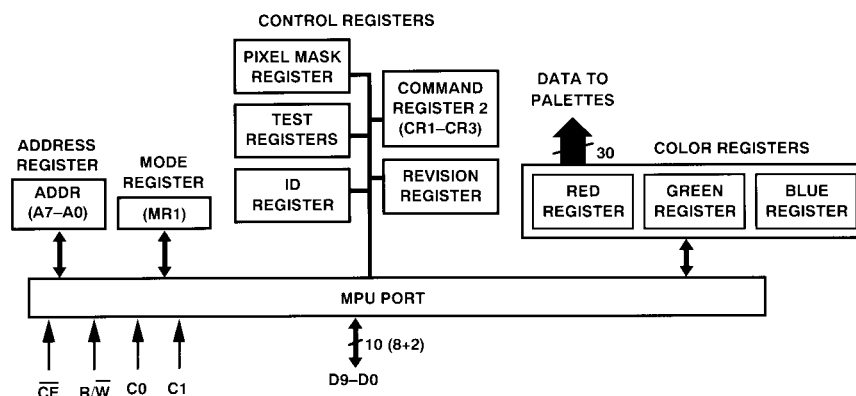 CONTROL REGISTERS
PIXEL MASK
REGISTER
COMMAND
REGISTER 2
(CR1–CR3)
TEST
REGISTERS
ID
REGISTER
REVISION
REGISTER
DATA TO
PALETTES
30
COLOR REGISTERS
RED
REGISTER
GREEN
REGISTER
BLUE
REGISTER
ADDRESS
REGISTER
ADDR
(A7–A0)
MODE
REGISTER
(MR1)
MPU PORT
10 (8+2)
CE
R/W
C0
C1
D9–D0